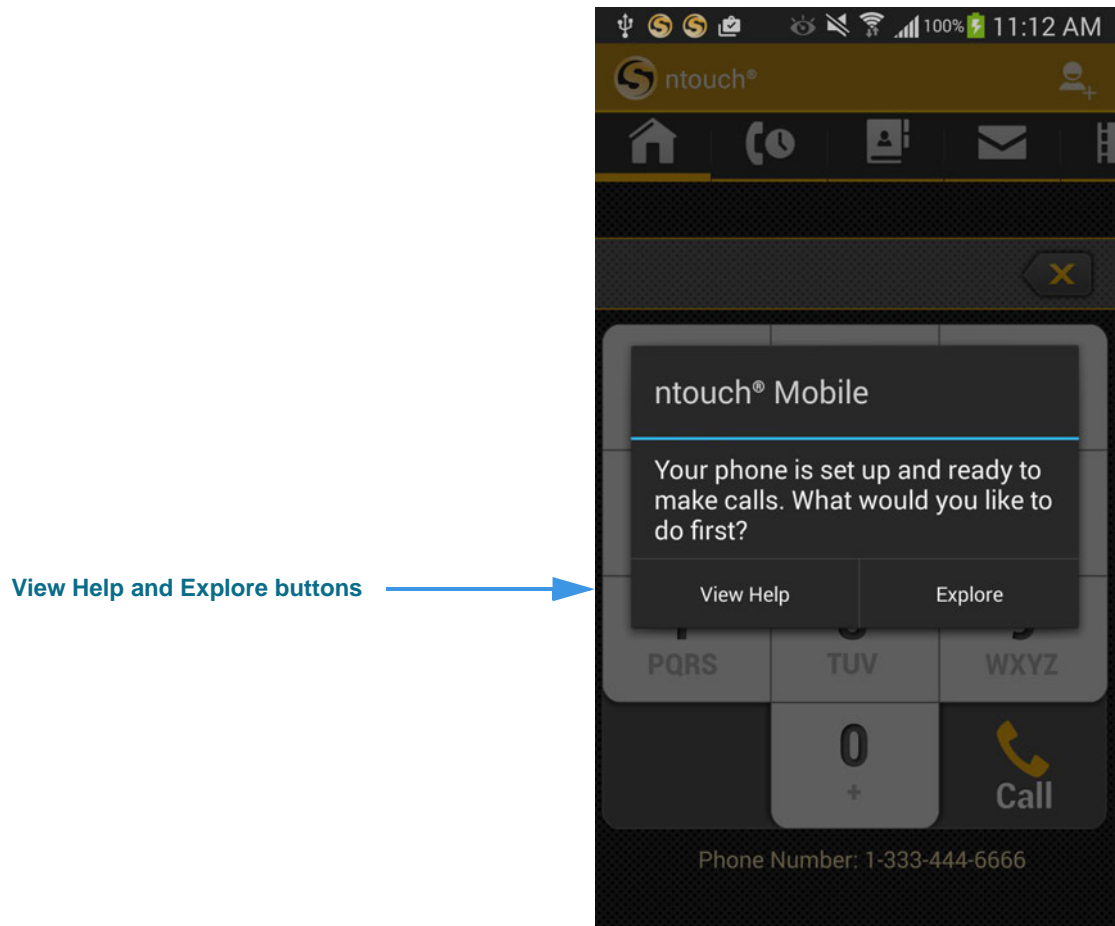 100% 11:12 AM
ntouch®
ntouch® Mobile
Your phone is set up and ready to
make calls. What would you like to
do first?
View Help and Explore buttons
View Help Explore
PQRS TUV WXYZ
0
+
Call
Phone Number: 1-333-444-6666